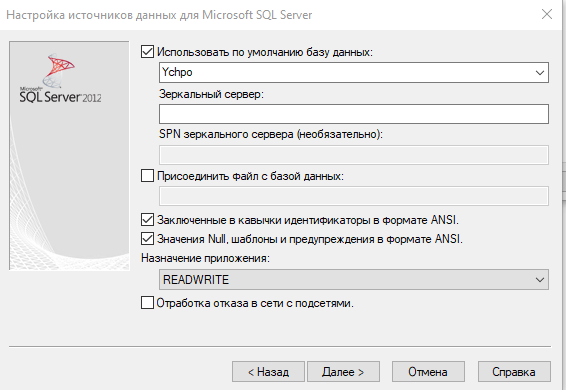 Настройка источников данных для Microsoft SQL Server
Microsoft
SQL Server 2012
Использовать по умолчанию базу данных:
Ychpo
Зеркальный сервер:
SPN зеркального сервера (необязательно):
Присоединить файл с базой данных:
Заключенные в кавычки идентификаторы в формате ANSI.
Значения Null, шаблоны и предупреждения в формате ANSI.
Назначение приложения:
READWRITE
Отработка отказа в сети с подсетями.
< Назад
Далее >
Отмена
Справка